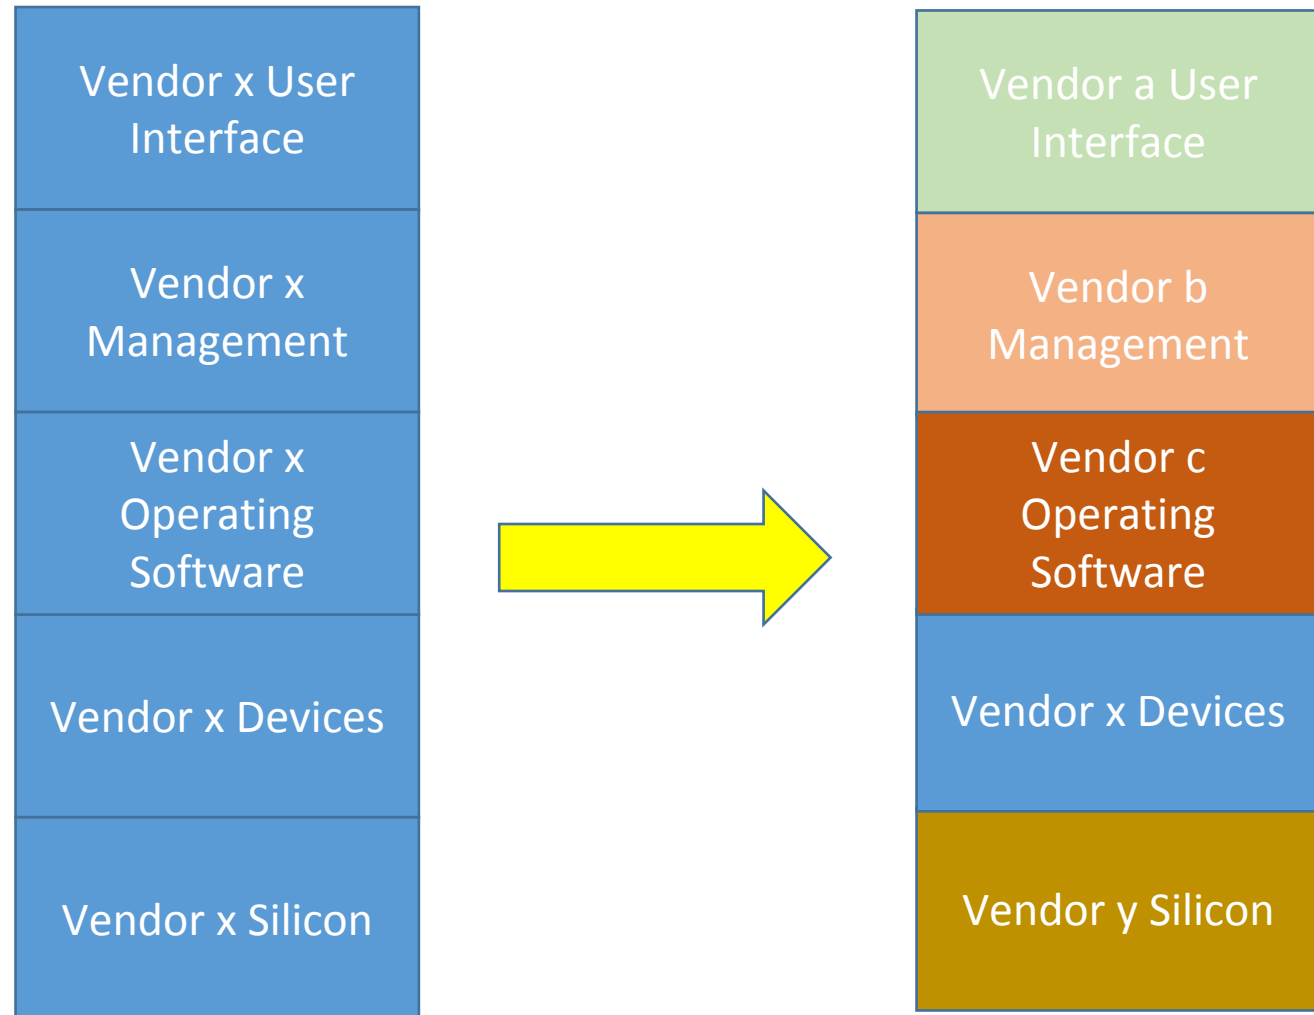 Vendor x User
Interface
Vendor x
Management
Vendor x
Operating
Software
Vendor x Devices
Vendor x Silicon
Vendor a User
Interface
Vendor b
Management
Vendor c
Operating
Software
Vendor x Devices
Vendor y Silicon